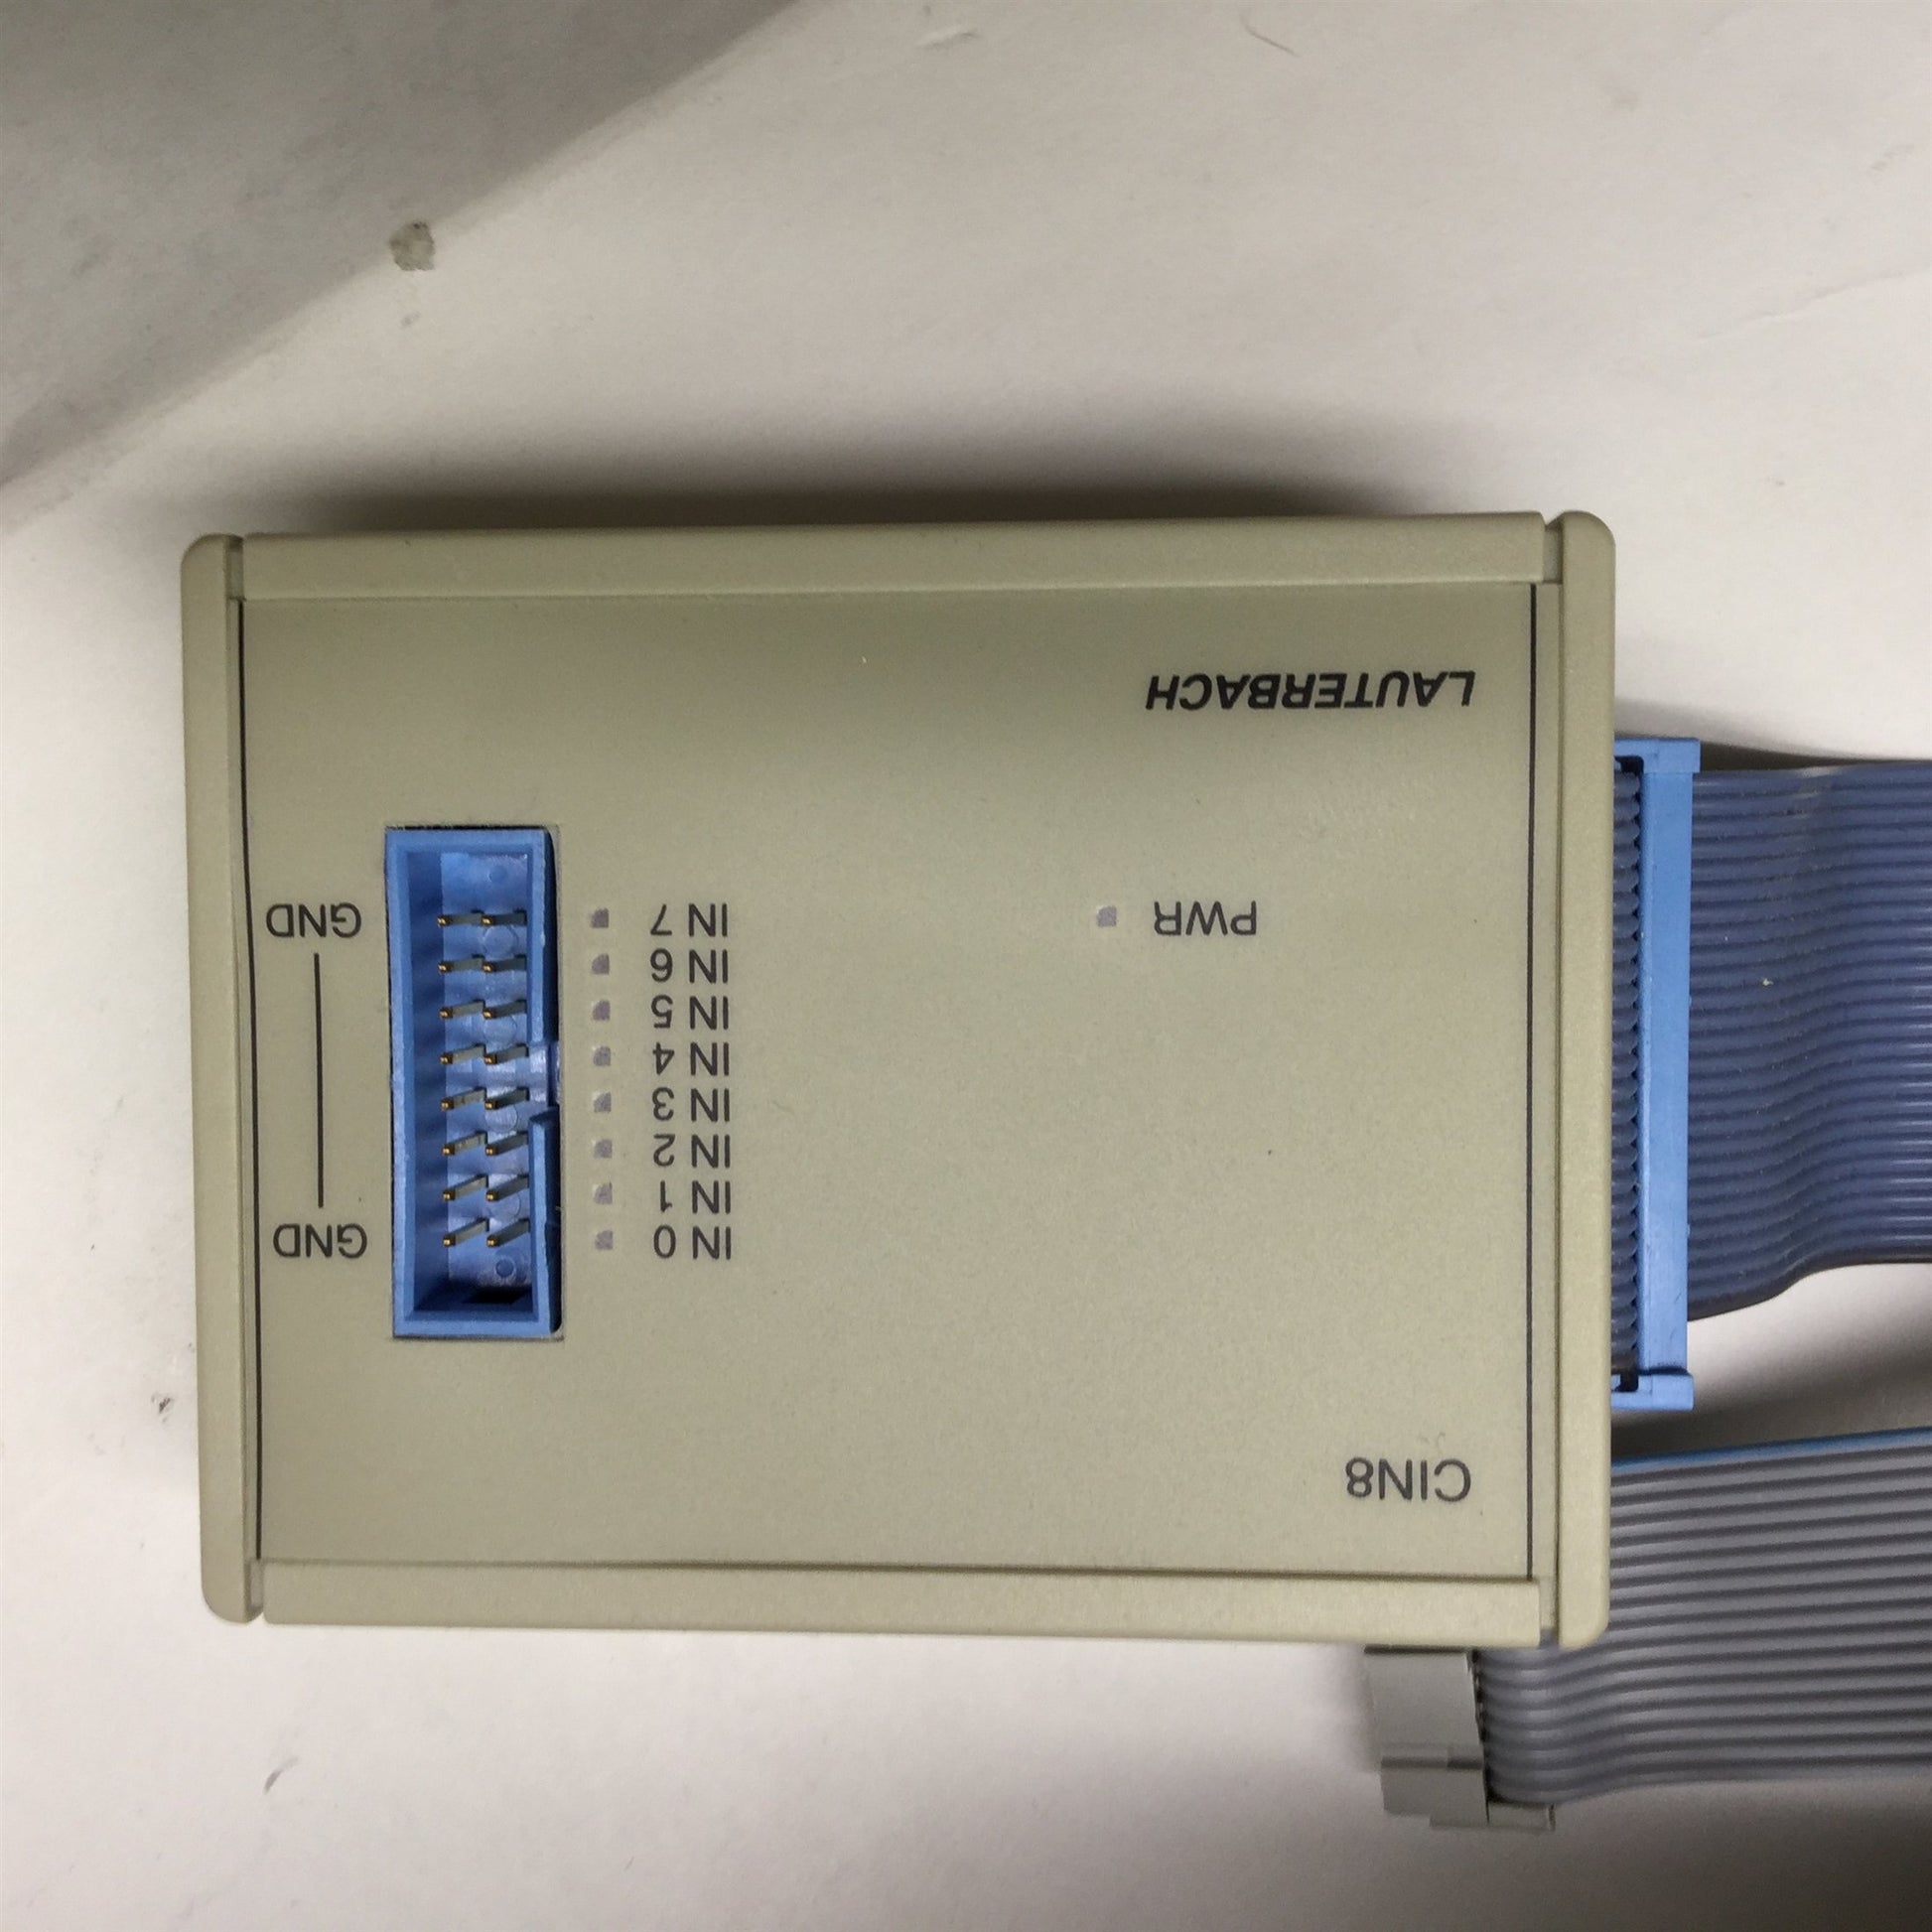 CIN8
LAUTERBACH
PWR
IN 0
IN 1
IN 2
IN 3
IN 4
IN 5
IN 6
IN 7
GND
GND